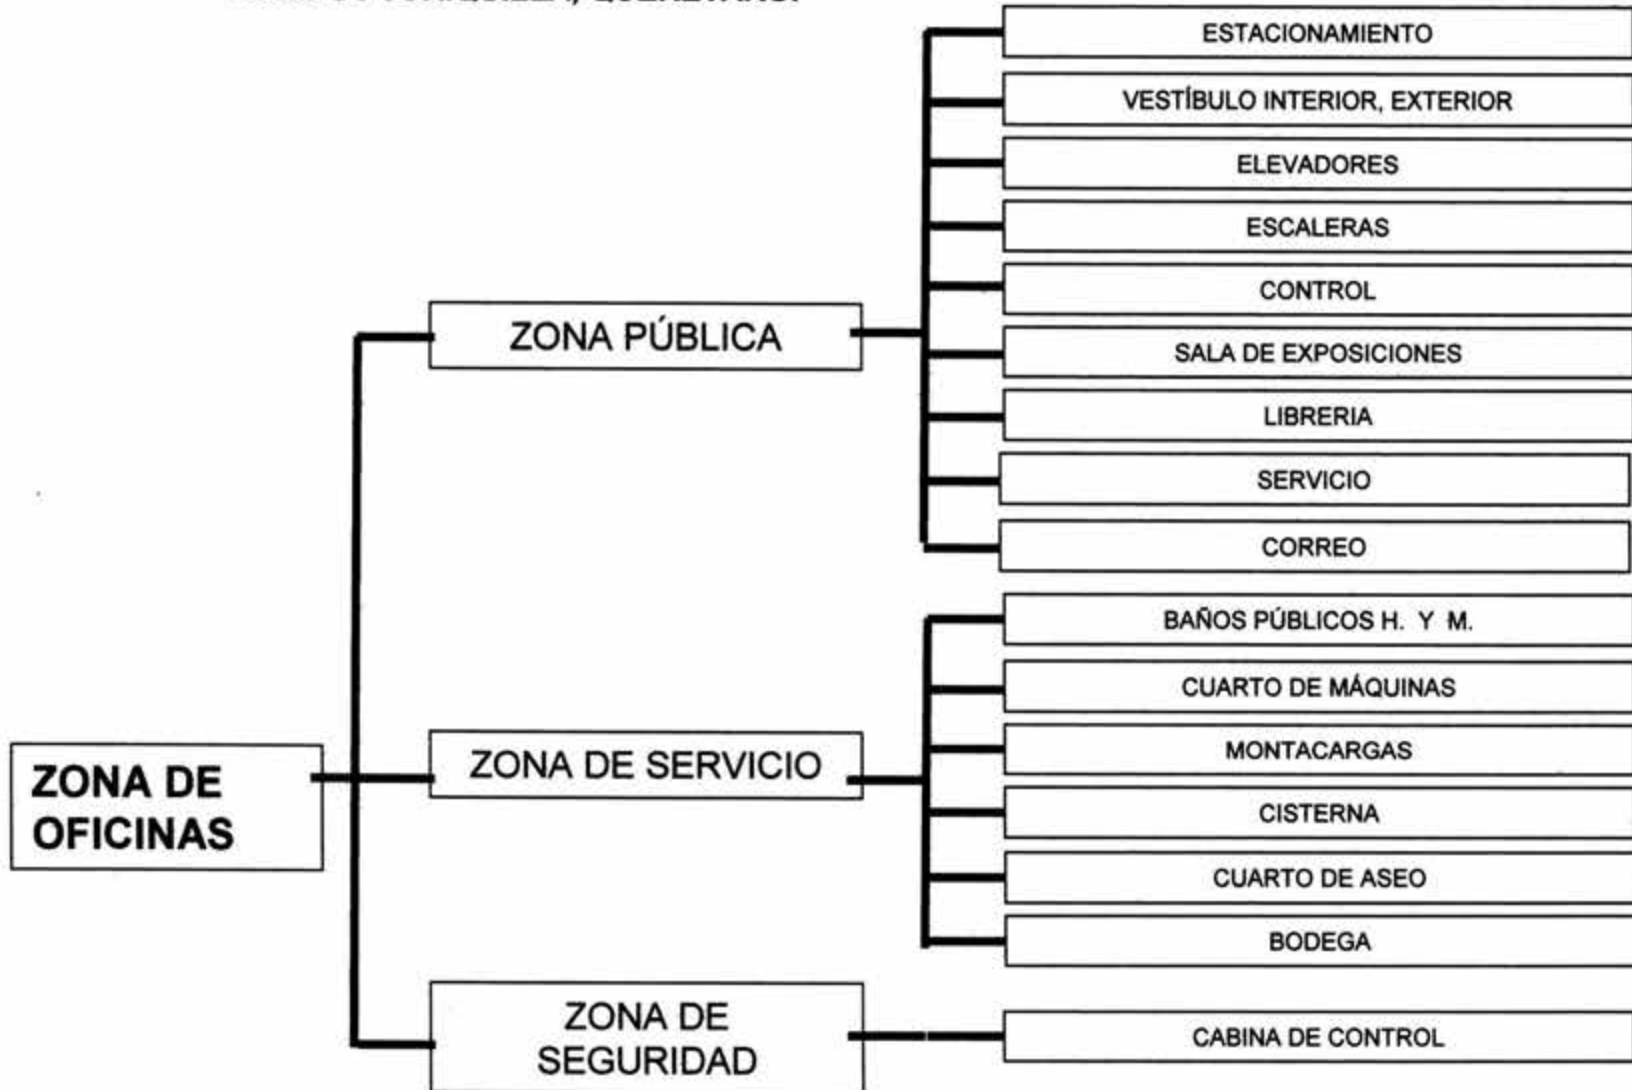 QUERÉTARO.
ESTACIONAMIENTO
VESTÍBULO INTERIOR, EXTERIOR
ELEVADORES
ESCALERAS
CONTROL
ZONA PÚBLICA
SALA DE EXPOSICIONES
LIBRERIA
SERVICIO
CORREO
BAÑOS PÚBLICOS H. Y M.
CUARTO DE MÁQUINAS
MONTACARGAS
ZONA DE SERVICIO
ZONA DE
OFICINAS
CISTERNA
CUARTO DE ASEO
BODEGA
ZONA DE
SEGURIDAD
CABINA DE CONTROL